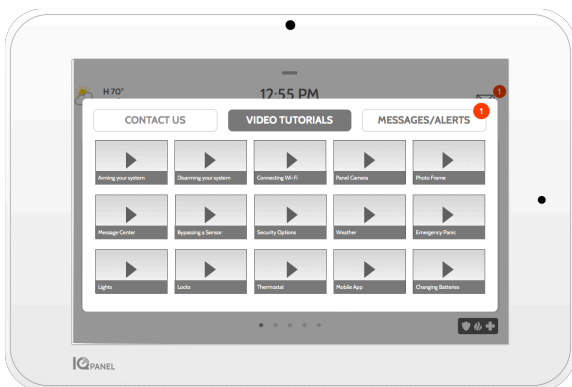 H 70°
12:55 PM
1
CONTACT US
VIDEO TUTORIALS
MESSAGES/ALERTS
1
Arming your system
Disarming your system
Connecting Wi-Fi
Panel Camera
Photo Frame
Message Center
Bypassing a Sensor
Security Options
Weather
Emergency Panic
Lights
Locks
Thermostat
Mobile App
Changing Batteries
IQ PANEL